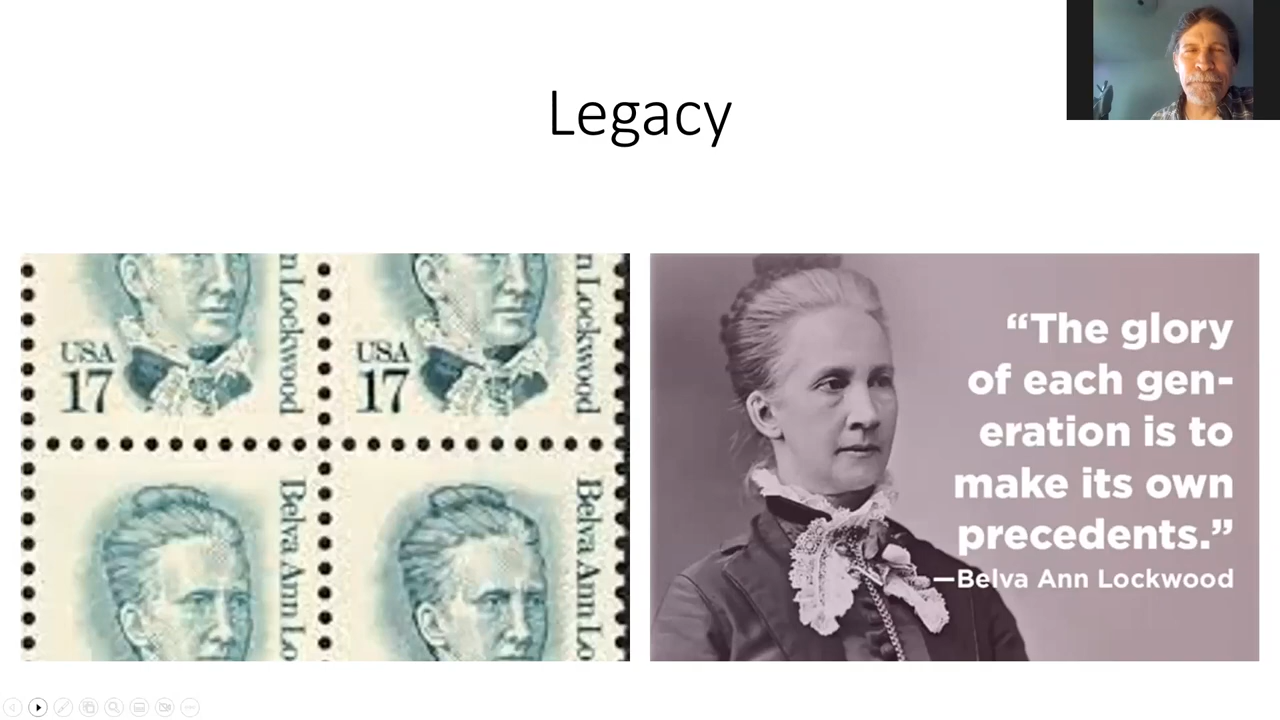 Legacy
n Lockwood
USA
17
n Lockwood
USA
17
Belva Ann Lo
Belva Ann Lo
“The glory
of each gen-
eration is to
make its own
precedents.”
—Belva Ann Lockwood